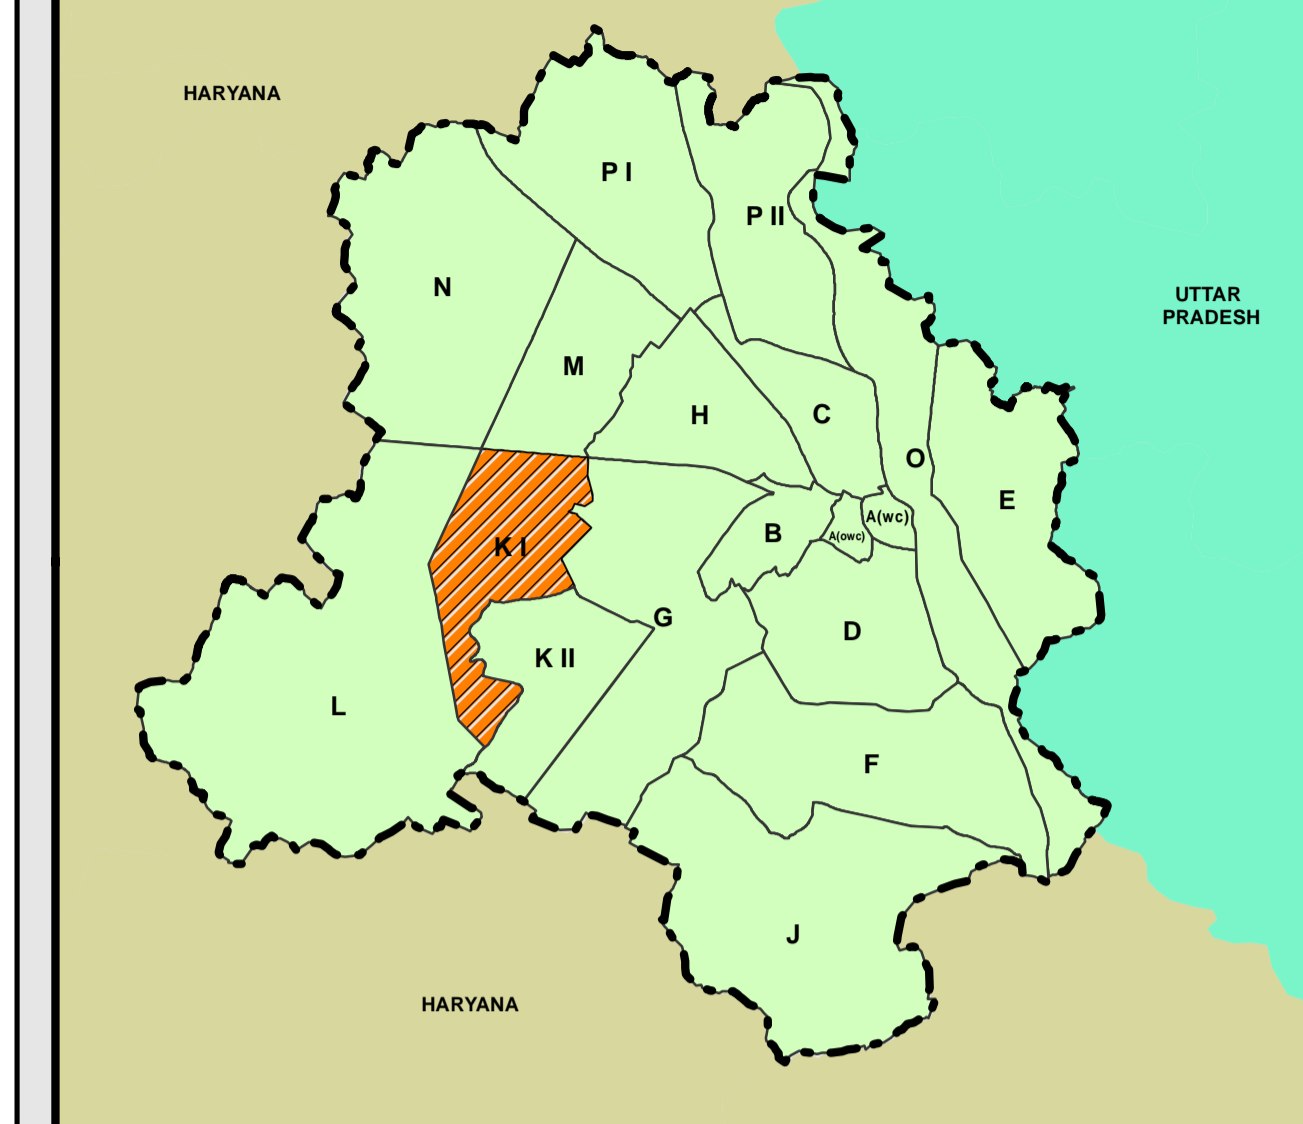 HARYANA
P I
P II
N
UTTAR
PRADESH
M
H
C
O
E
A(wc)
B
A(owc)
K I
G
D
K II
L
F
J
HARYANA